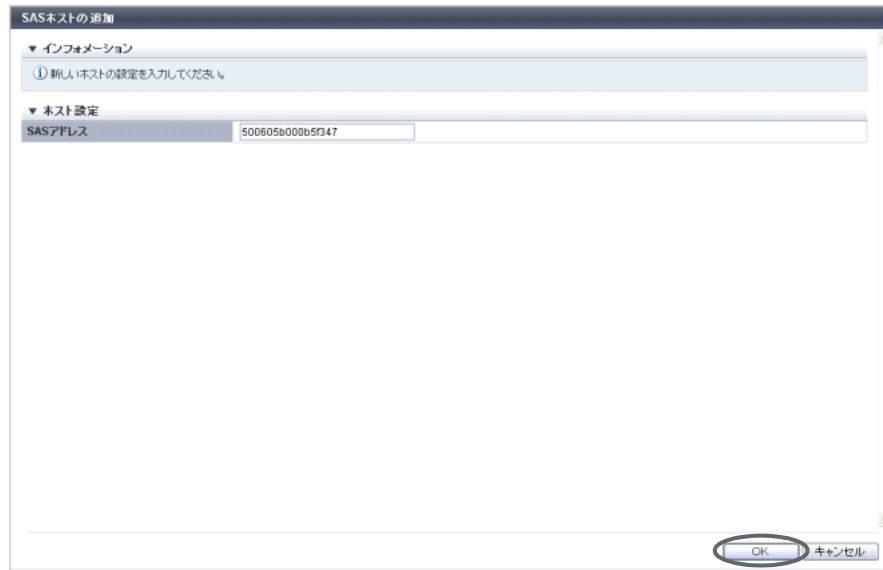 SASホストの追加
▼ インフォメーション
新しいホストの設定を入力してください。
▼ ホスト設定
SASアドレス 500605b000b5f347
OK キャンセル